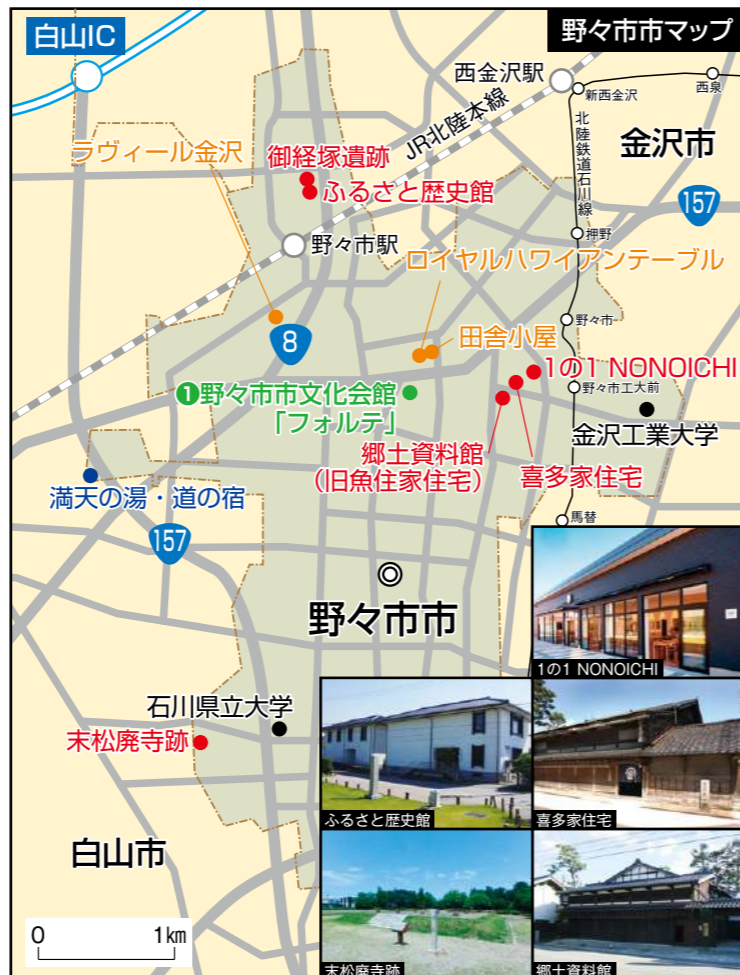 白山IC
野々市市マップ
西金沢駅
新西金沢
西泉
JR北陸本線
北陸鉄道石川線
金沢市
ラヴィール金沢
御経塚遺跡
ふるさと歴史館
157
押野
野々市駅
ロイヤルハワイアンテーブル
野々市
8
田舎小屋
1の1 NONOICHI
❶野々市市文化会館
「フォルテ」
野々市工大前
金沢工業大学
郷土資料館
(旧魚住家住宅)
喜多家住宅
満天の湯・道の宿
馬替
157
野々市市
1の1 NONOICHI
石川県立大学
末松廃寺跡
ふるさと歴史館
喜多家住宅
白山市
0 1km
末松廃寺跡
郷土資料館